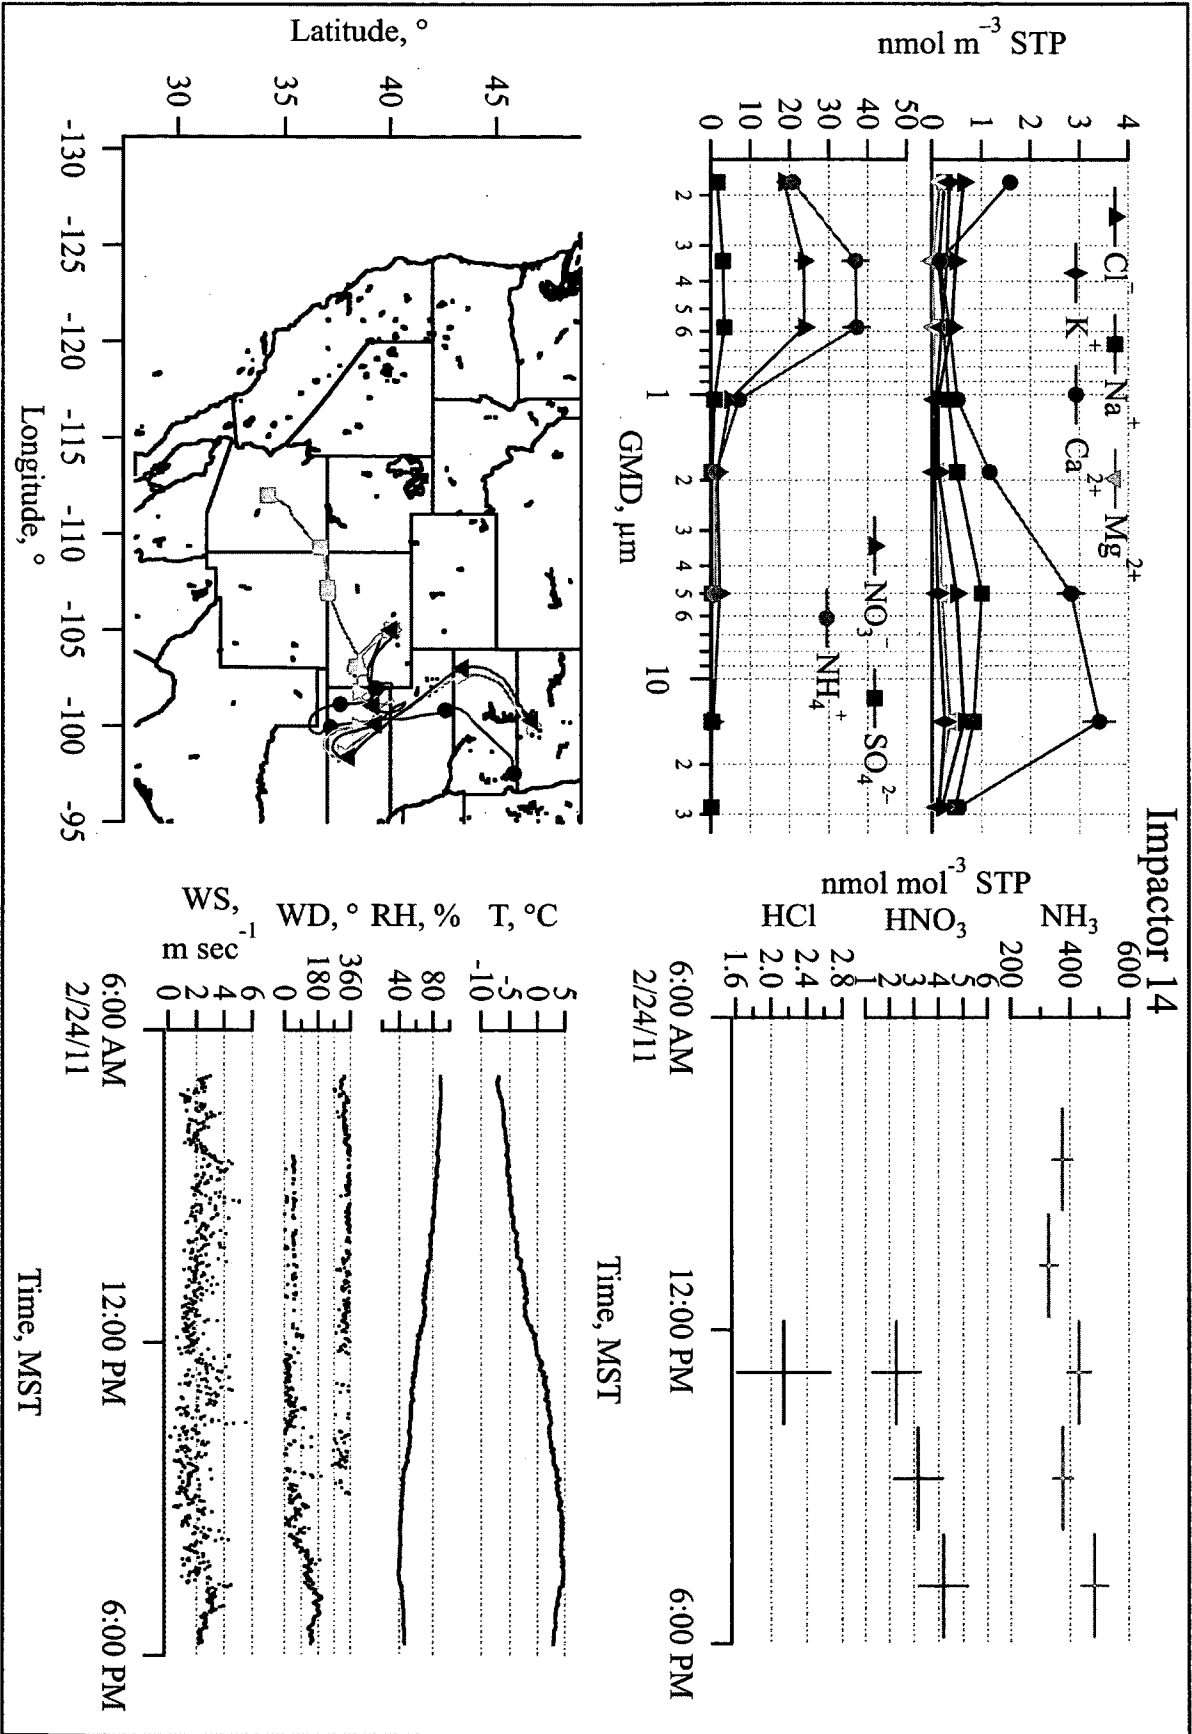 Impactor 14
nmol m⁻³ STP
4
3
2
1
0
Cl⁻ Na⁺ Mg²⁺
K⁺ Ca²⁺
50
40
30
20
10
0
NO₃⁻ SO₄²⁻
NH₄⁺
2 3 4 5 6 1 2 3 4 5 6 10 2 3
GMD, µm
nmol mol⁻³ STP
NH₃
600
400
200
HNO₃
6
5
4
3
2
1
HCl
2.8
2.4
2.0
1.6
6:00 AM 12:00 PM 6:00 PM
2/24/11
Time, MST
Latitude, °
45
40
35
30
-130 -125 -120 -115 -110 -105 -100 -95
Longitude, °
T, °C
5
0
-5
-10
RH, %
80
40
WD, °
360
180
0
WS,
m sec⁻¹
6
4
2
0
6:00 AM 12:00 PM 6:00 PM
2/24/11
Time, MST